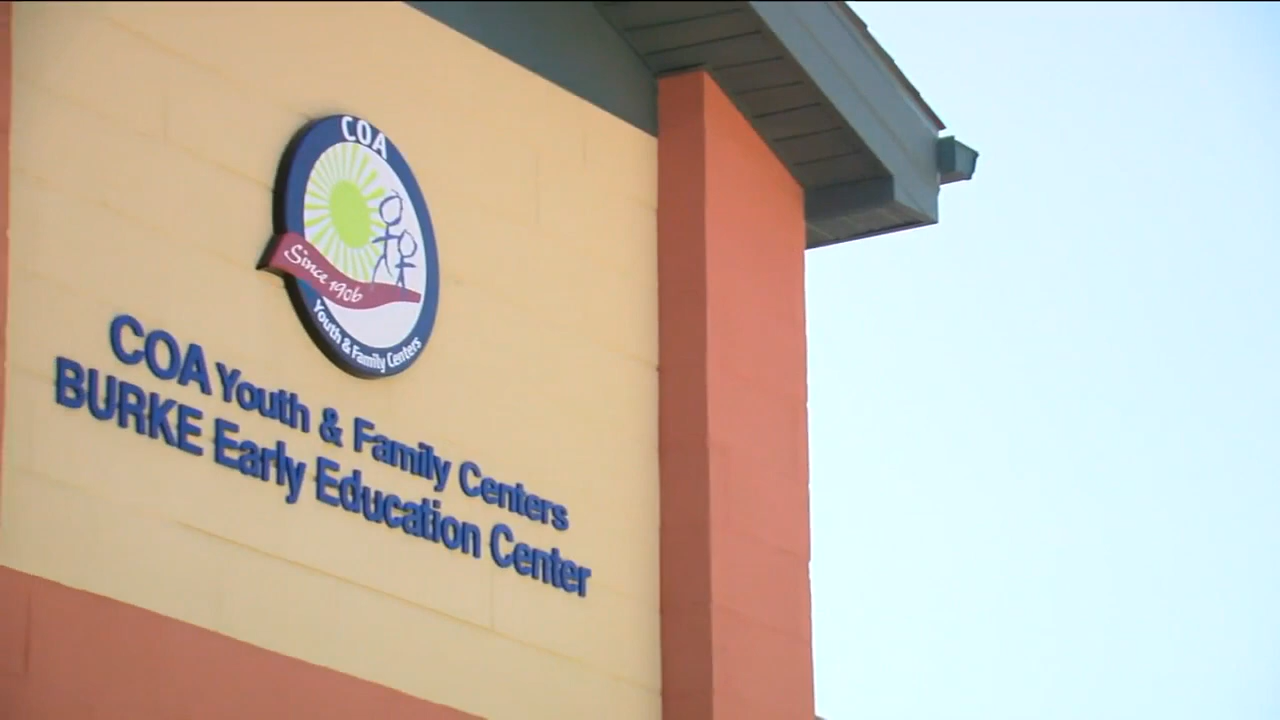 COA
Since 1906
Youth & Family Centers
COA Youth & Family Centers
BURKE Early Education Center